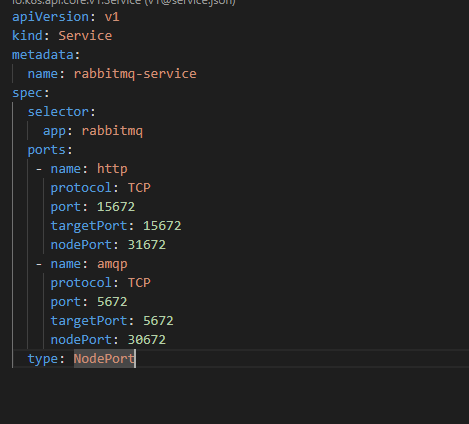 io.k8s.api.core.v1.Service (v1@service.json)
apiVersion: v1
kind: Service
metadata:
  name: rabbitmq-service
spec:
  selector:
    app: rabbitmq
  ports:
   - name: http
     protocol: TCP
     port: 15672
     targetPort: 15672
     nodePort: 31672
   - name: amqp
     protocol: TCP
     port: 5672
     targetPort: 5672
     nodePort: 30672
  type: NodePort